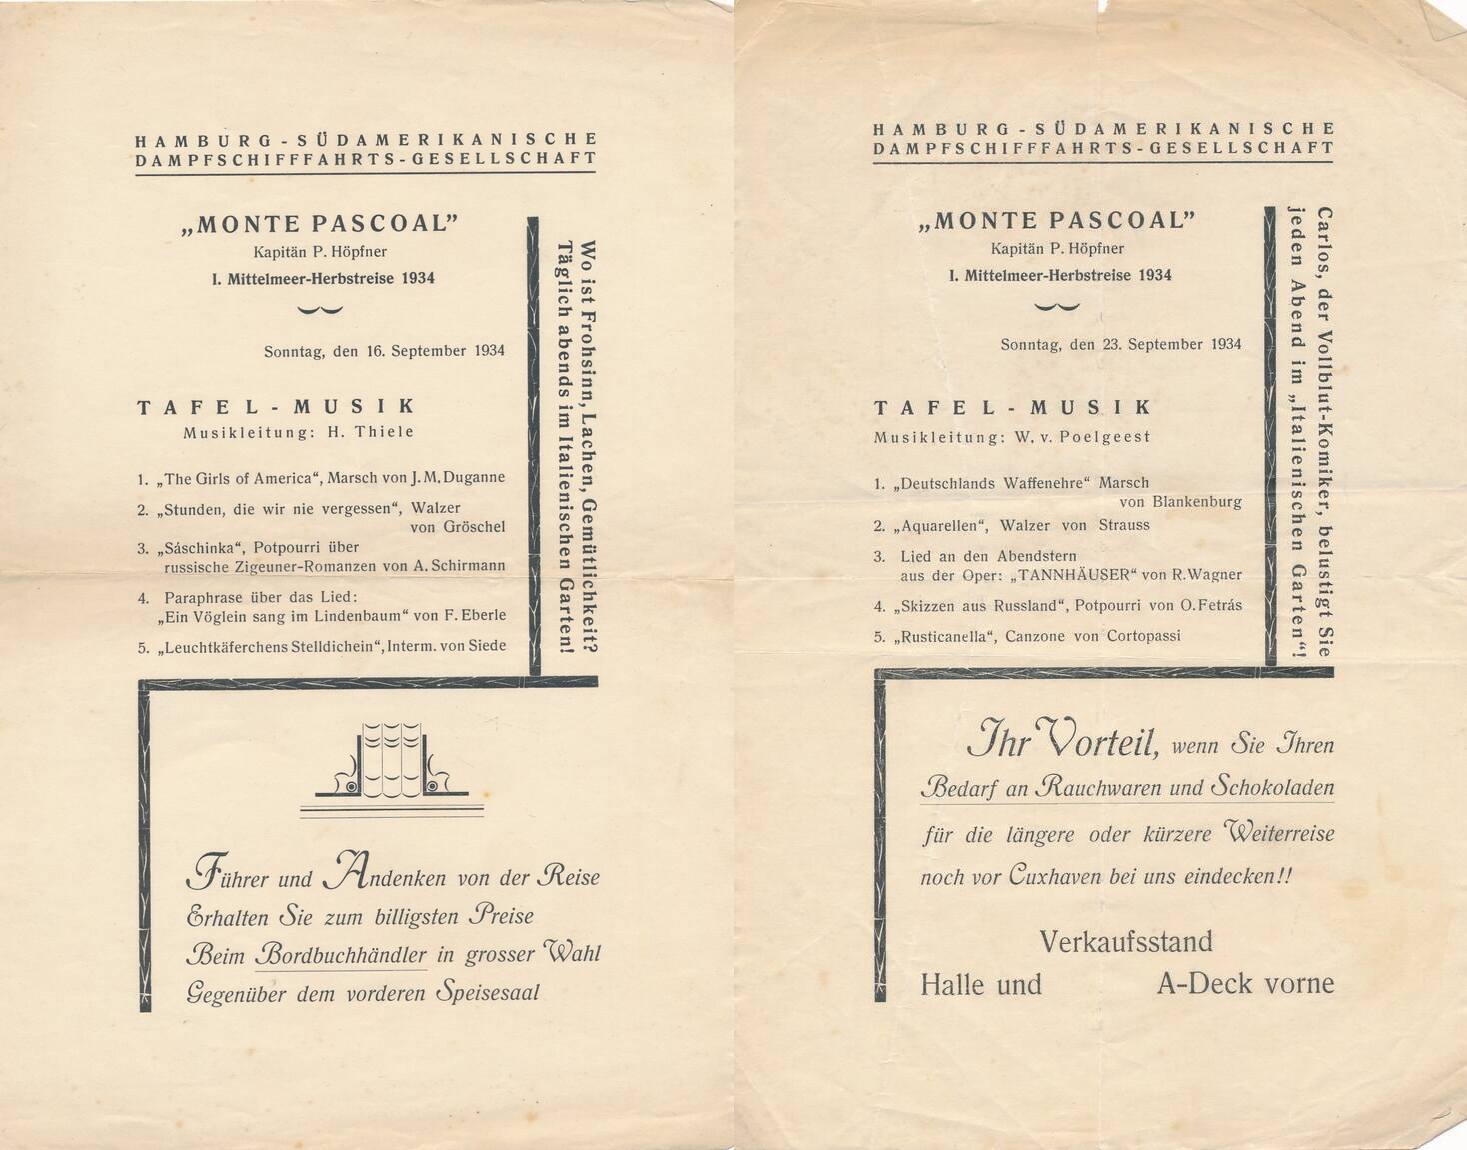 HAMBURG-SÜDAMERIKANISCHE
DAMPFSCHIFFFAHRTS-GESELLSCHAFT
„MONTE PASCOAL”
Kapitän P. Höpfner
I. Mittelmeer-Herbstreise 1934
Sonntag, den 16. September 1934
TAFEL-MUSIK
Musikleitung: H. Thiele
1. „The Girls of America“, Marsch von J. M. Duganne
2. „Stunden, die wir nie vergessen“, Walzer
von Gröschel
3. „Sáschinka“, Potpourri über
russische Zigeuner-Romanzen von A. Schirmann
4. Paraphrase über das Lied:
„Ein Vöglein sang im Lindenbaum“ von F. Eberle
5. „Leuchtkäferchens Stelldichein“, Interm. von Siede
Wo ist Frohsinn, Lachen, Gemütlichkeit?
Täglich abends im Italienischen Garten!
Führer und Andenken von der Reise
Erhalten Sie zum billigsten Preise
Beim Bordbuchhändler in grosser Wahl
Gegenüber dem vorderen Speisesaal
HAMBURG-SÜDAMERIKANISCHE
DAMPFSCHIFFFAHRTS-GESELLSCHAFT
„MONTE PASCOAL”
Kapitän P. Höpfner
I. Mittelmeer-Herbstreise 1934
Sonntag, den 23. September 1934
TAFEL-MUSIK
Musikleitung: W. v. Poelgeest
1. „Deutschlands Waffenehre“ Marsch
von Blankenburg
2. „Aquarellen“, Walzer von Strauss
3. Lied an den Abendstern
aus der Oper: „TANNHÄUSER“ von R. Wagner
4. „Skizzen aus Russland“, Potpourri von O. Fetrás
5. „Rusticanella“, Canzone von Cortopassi
Carlos, der Vollblut-Komiker, belustigt Sie
jeden Abend im „Italienischen Garten“!
Ihr Vorteil, wenn Sie Ihren
Bedarf an Rauchwaren und Schokoladen
für die längere oder kürzere Weiterreise
noch vor Cuxhaven bei uns eindecken!!
Verkaufsstand
Halle und A-Deck vorne